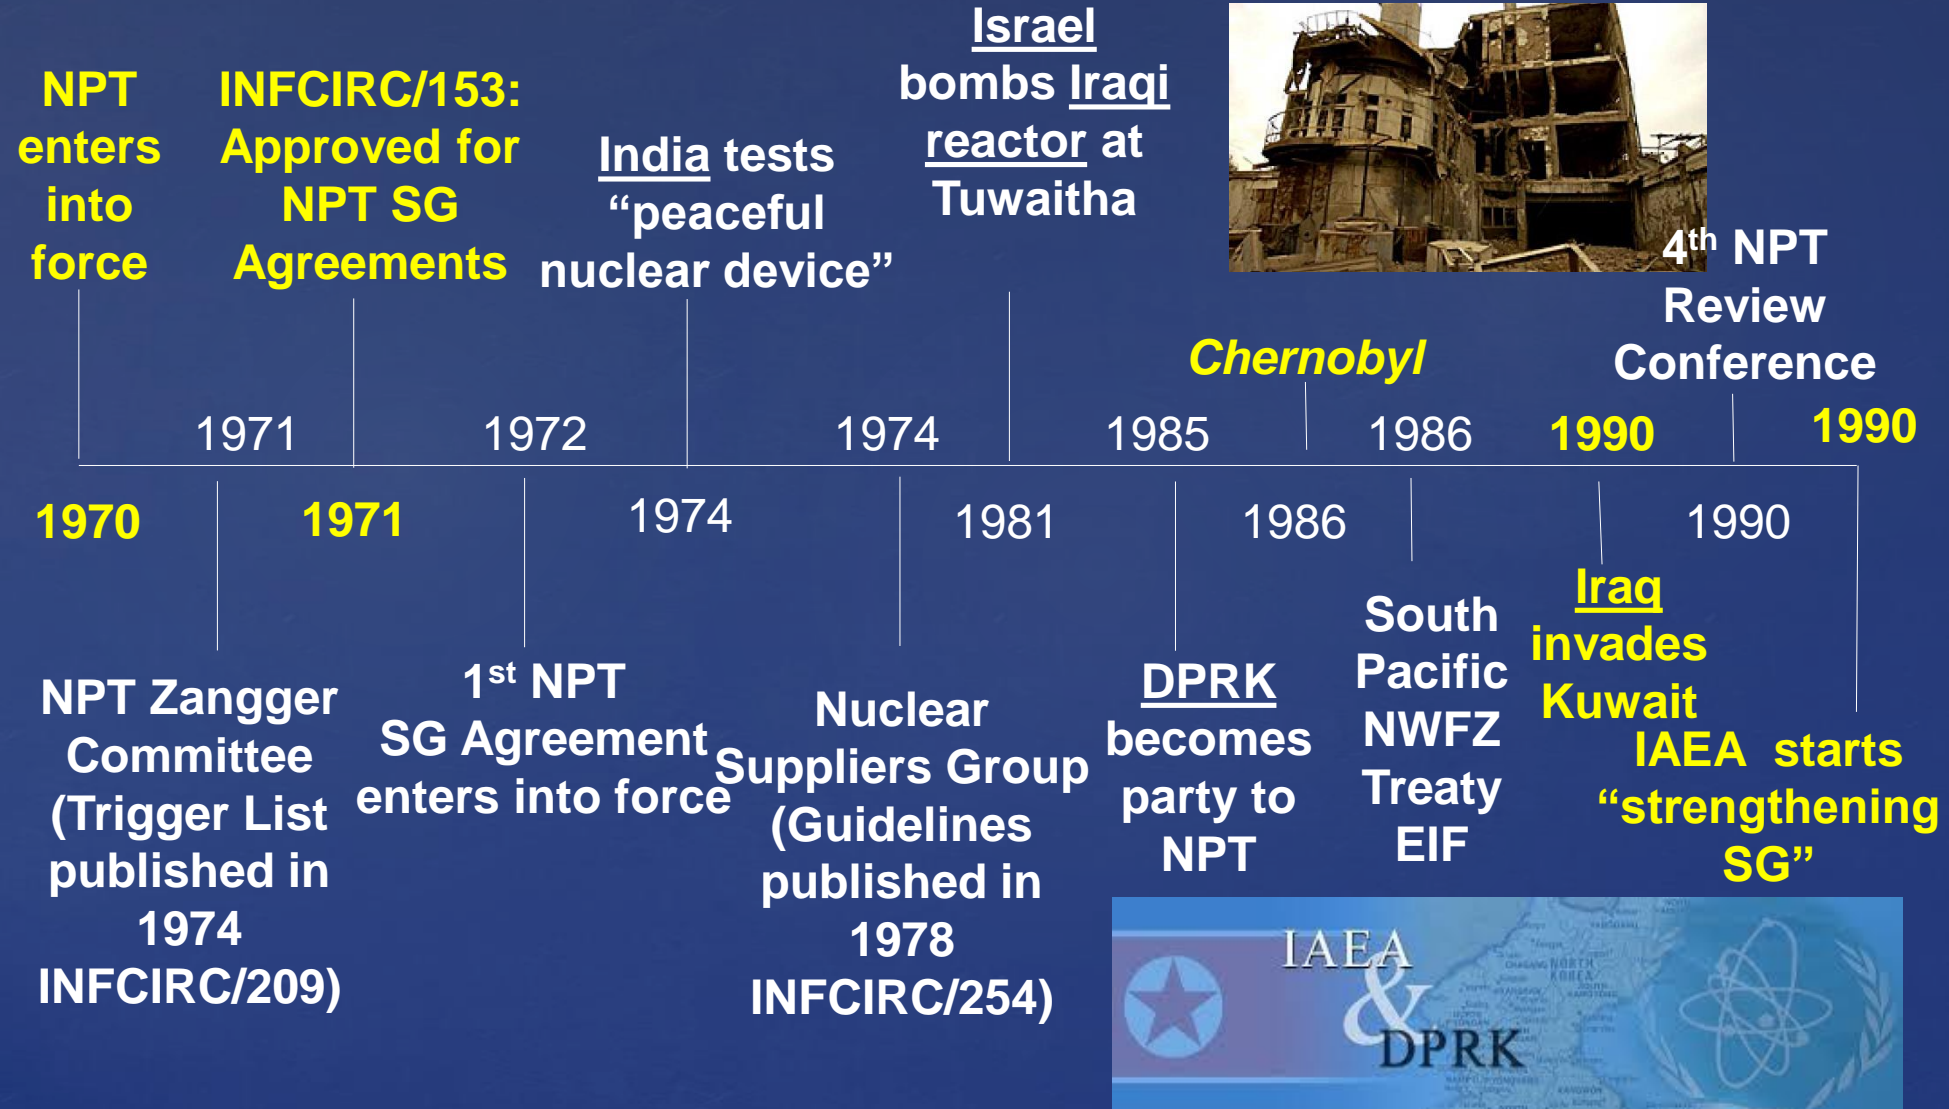 NPT
enters
into
force
INFCIRC/153:
Approved for
NPT SG
Agreements
India tests
“peaceful
nuclear device”
Israel
bombs Iraqi
reactor at
Tuwaitha
Chernobyl
4th NPT
Review
Conference
1971
1972
1974
1985
1986
1990
1990
1970
1971
1974
1981
1986
1990
NPT Zangger
Committee
(Trigger List
published in
1974
INFCIRC/209)
1st NPT
SG Agreement
enters into force
Nuclear
Suppliers Group
(Guidelines
published in
1978
INFCIRC/254)
DPRK
becomes
party to
NPT
South
Pacific
NWFZ
Treaty
EIF
Iraq
invades
Kuwait
IAEA starts
“strengthening
SG”
IAEA
&
DPRK
NORTH
KOREA